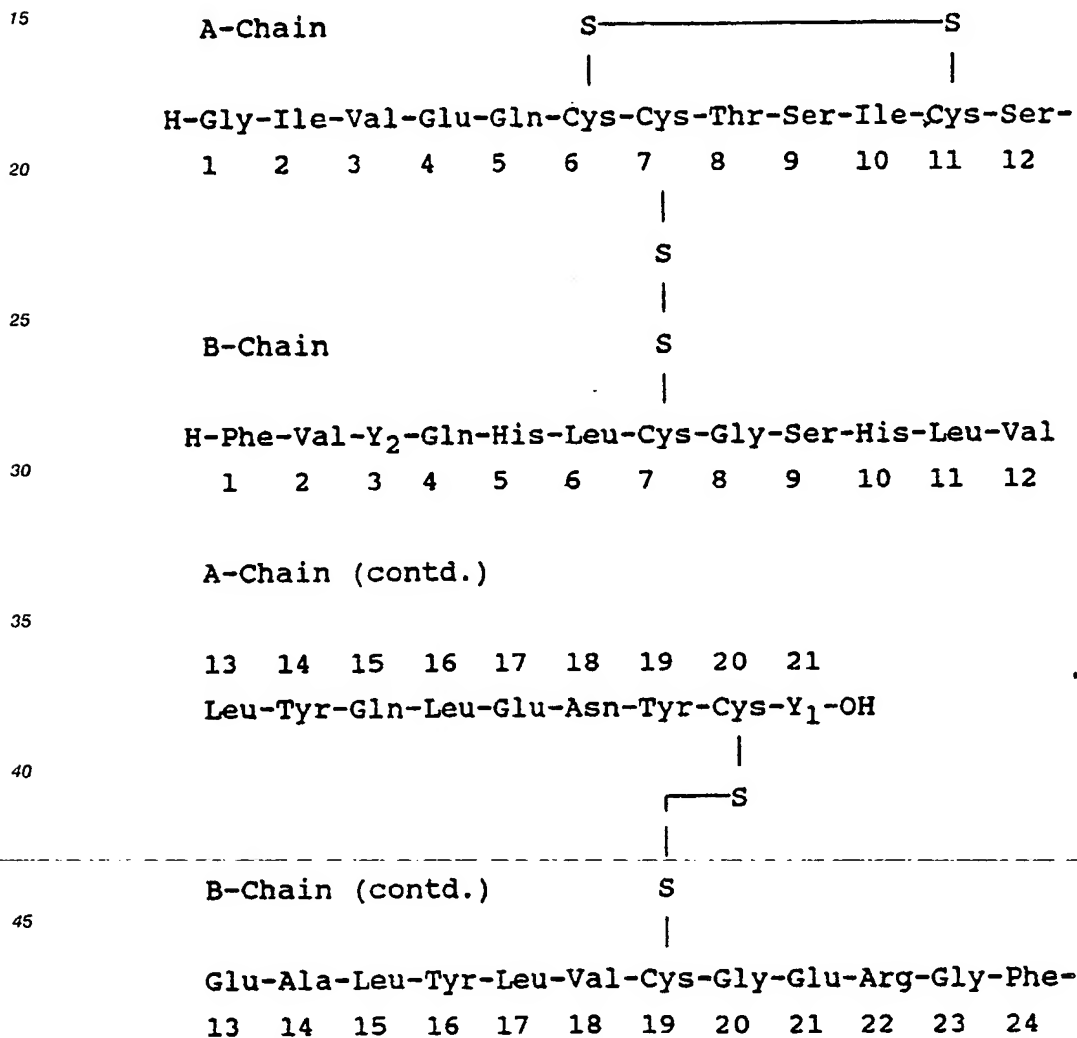 15 A-Chain S S
H-Gly-Ile-Val-Glu-Gln-Cys-Cys-Thr-Ser-Ile-Cys-Ser-
20 1 2 3 4 5 6 7 8 9 10 11 12
S
25
B-Chain S
H-Phe-Val-Y₂-Gln-His-Leu-Cys-Gly-Ser-His-Leu-Val
30 1 2 3 4 5 6 7 8 9 10 11 12
A-Chain (contd.)
35
13 14 15 16 17 18 19 20 21
Leu-Tyr-Gln-Leu-Glu-Asn-Tyr-Cys-Y₁-OH
40 S
B-Chain (contd.) S
45
Glu-Ala-Leu-Tyr-Leu-Val-Cys-Gly-Glu-Arg-Gly-Phe-
13 14 15 16 17 18 19 20 21 22 23 24